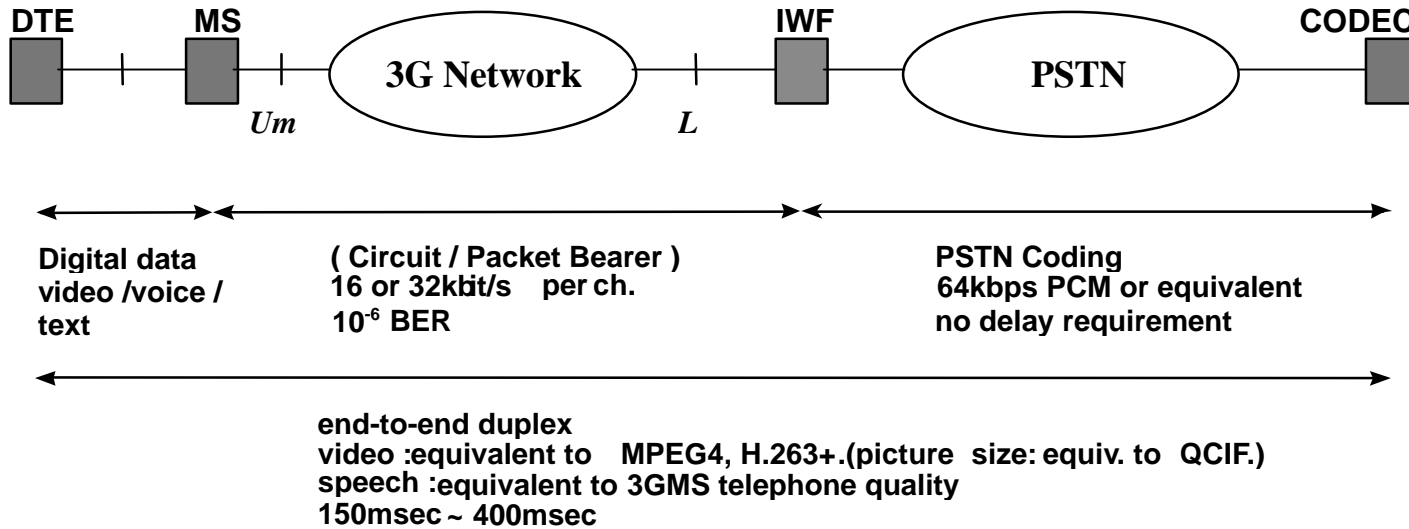 DTE MS IWF CODEC
3G Network PSTN
Um L
Digital data
video /voice /
text
( Circuit / Packet Bearer )
16 or 32kbit/s per ch.
10-6 BER
PSTN Coding
64kbps PCM or equivalent
no delay requirement
end-to-end duplex
video :equivalent to MPEG4, H.263+.(picture size: equiv. to QCIF.)
speech :equivalent to 3GMS telephone quality
150msec ~ 400msec